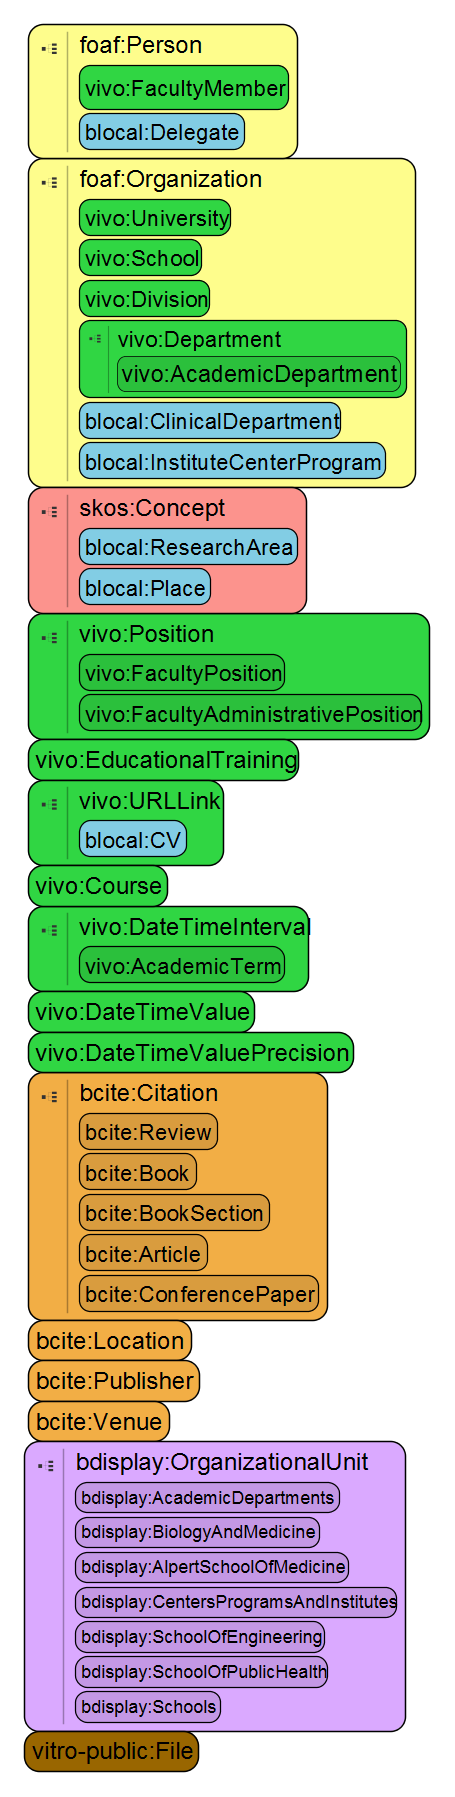 foaf:Person
vivo:FacultyMember
blocal:Delegate
foaf:Organization
vivo:University
vivo:School
vivo:Division
vivo:Department
vivo:AcademicDepartment
blocal:ClinicalDepartment
blocal:InstituteCenterProgram
skos:Concept
blocal:ResearchArea
blocal:Place
vivo:Position
vivo:FacultyPosition
vivo:FacultyAdministrativePosition
vivo:EducationalTraining
vivo:URLLink
blocal:CV
vivo:Course
vivo:DateTimeInterval
vivo:AcademicTerm
vivo:DateTimeValue
vivo:DateTimeValuePrecision
bcite:Citation
bcite:Review
bcite:Book
bcite:BookSection
bcite:Article
bcite:ConferencePaper
bcite:Location
bcite:Publisher
bcite:Venue
bdisplay:OrganizationalUnit
bdisplay:AcademicDepartments
bdisplay:BiologyAndMedicine
bdisplay:AlpertSchoolOfMedicine
bdisplay:CentersProgramsAndInstitutes
bdisplay:SchoolOfEngineering
bdisplay:SchoolOfPublicHealth
bdisplay:Schools
vitro-public:File